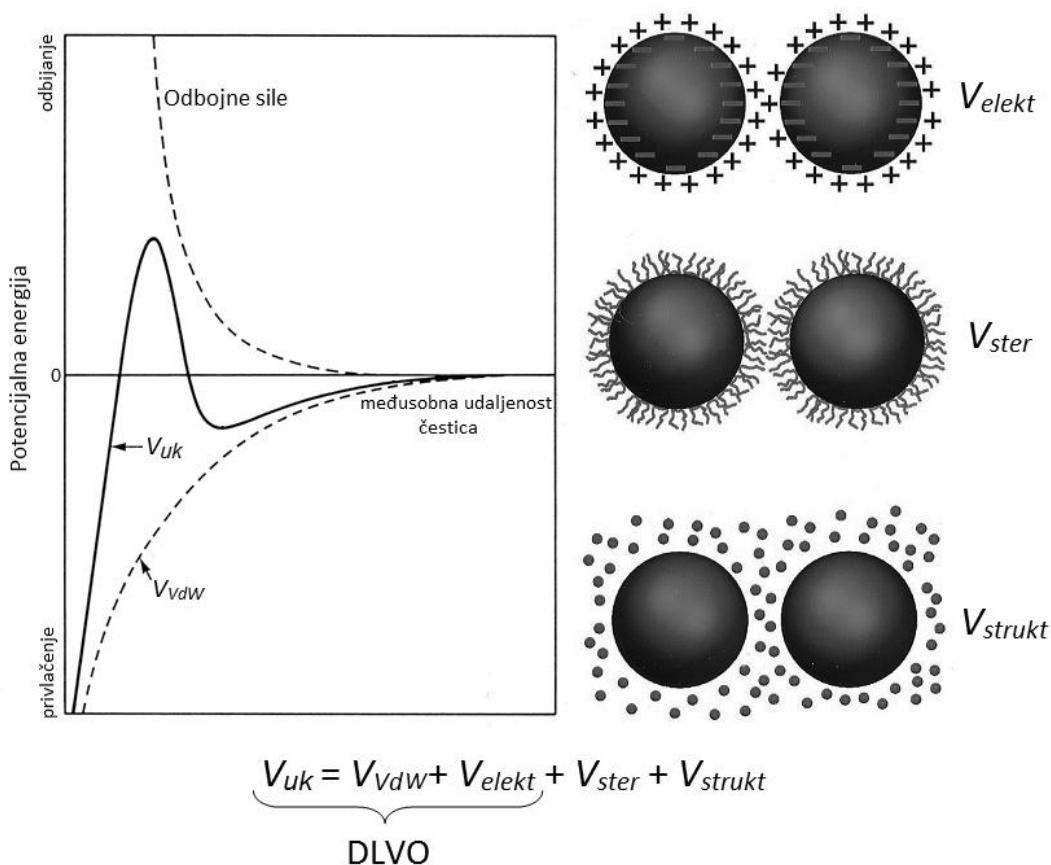 odbijanje
Odbojne sile
Potencijalna energija
0
međusobna udaljenost
čestica
Vuk
VVdW
privlačenje
Velekt
Vster
Vstrukt
Vuk = VVdW + Velekt + Vster + Vstrukt
DLVO